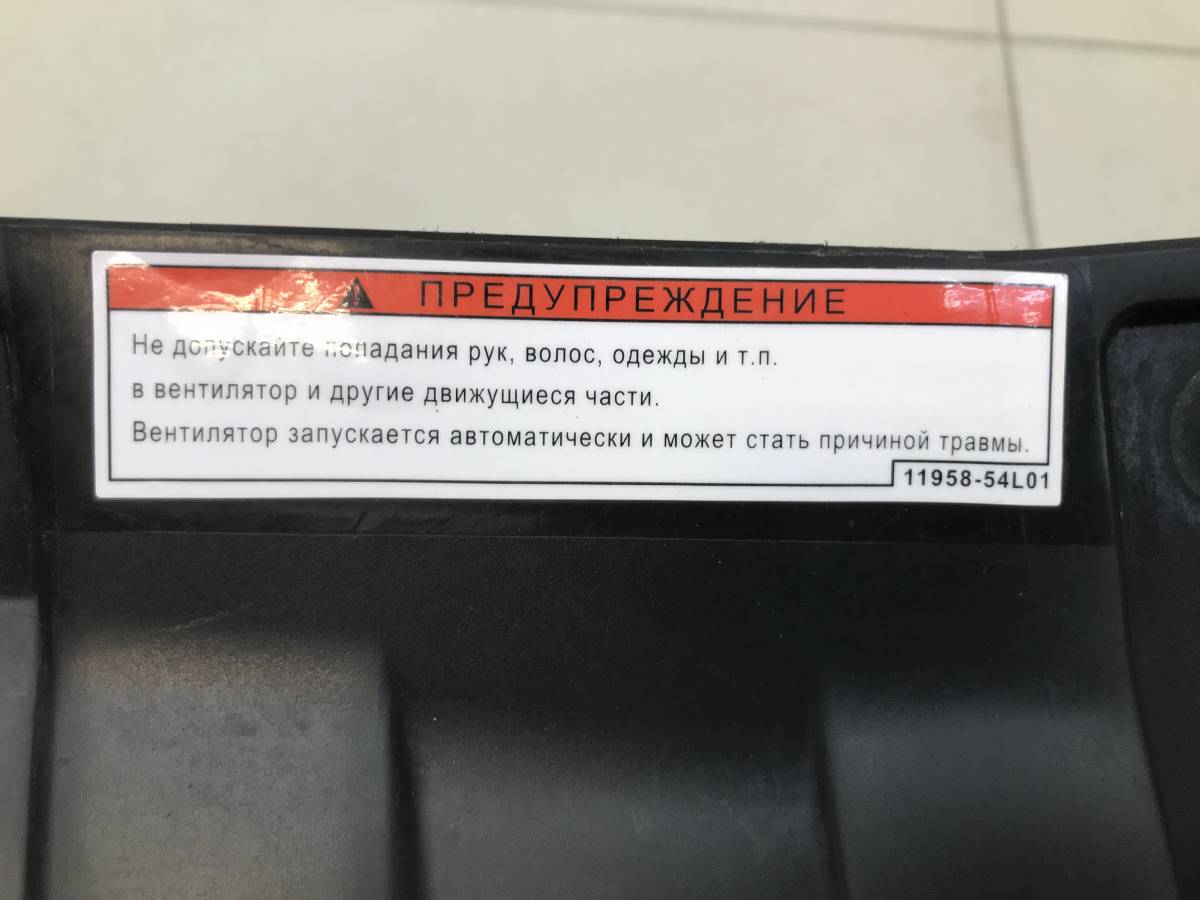 ПРЕДУПРЕЖДЕНИЕ
Не допускайте попадания рук, волос, одежды и т.п.
в вентилятор и другие движущиеся части.
Вентилятор запускается автоматически и может стать причиной травмы.
11958-54L01